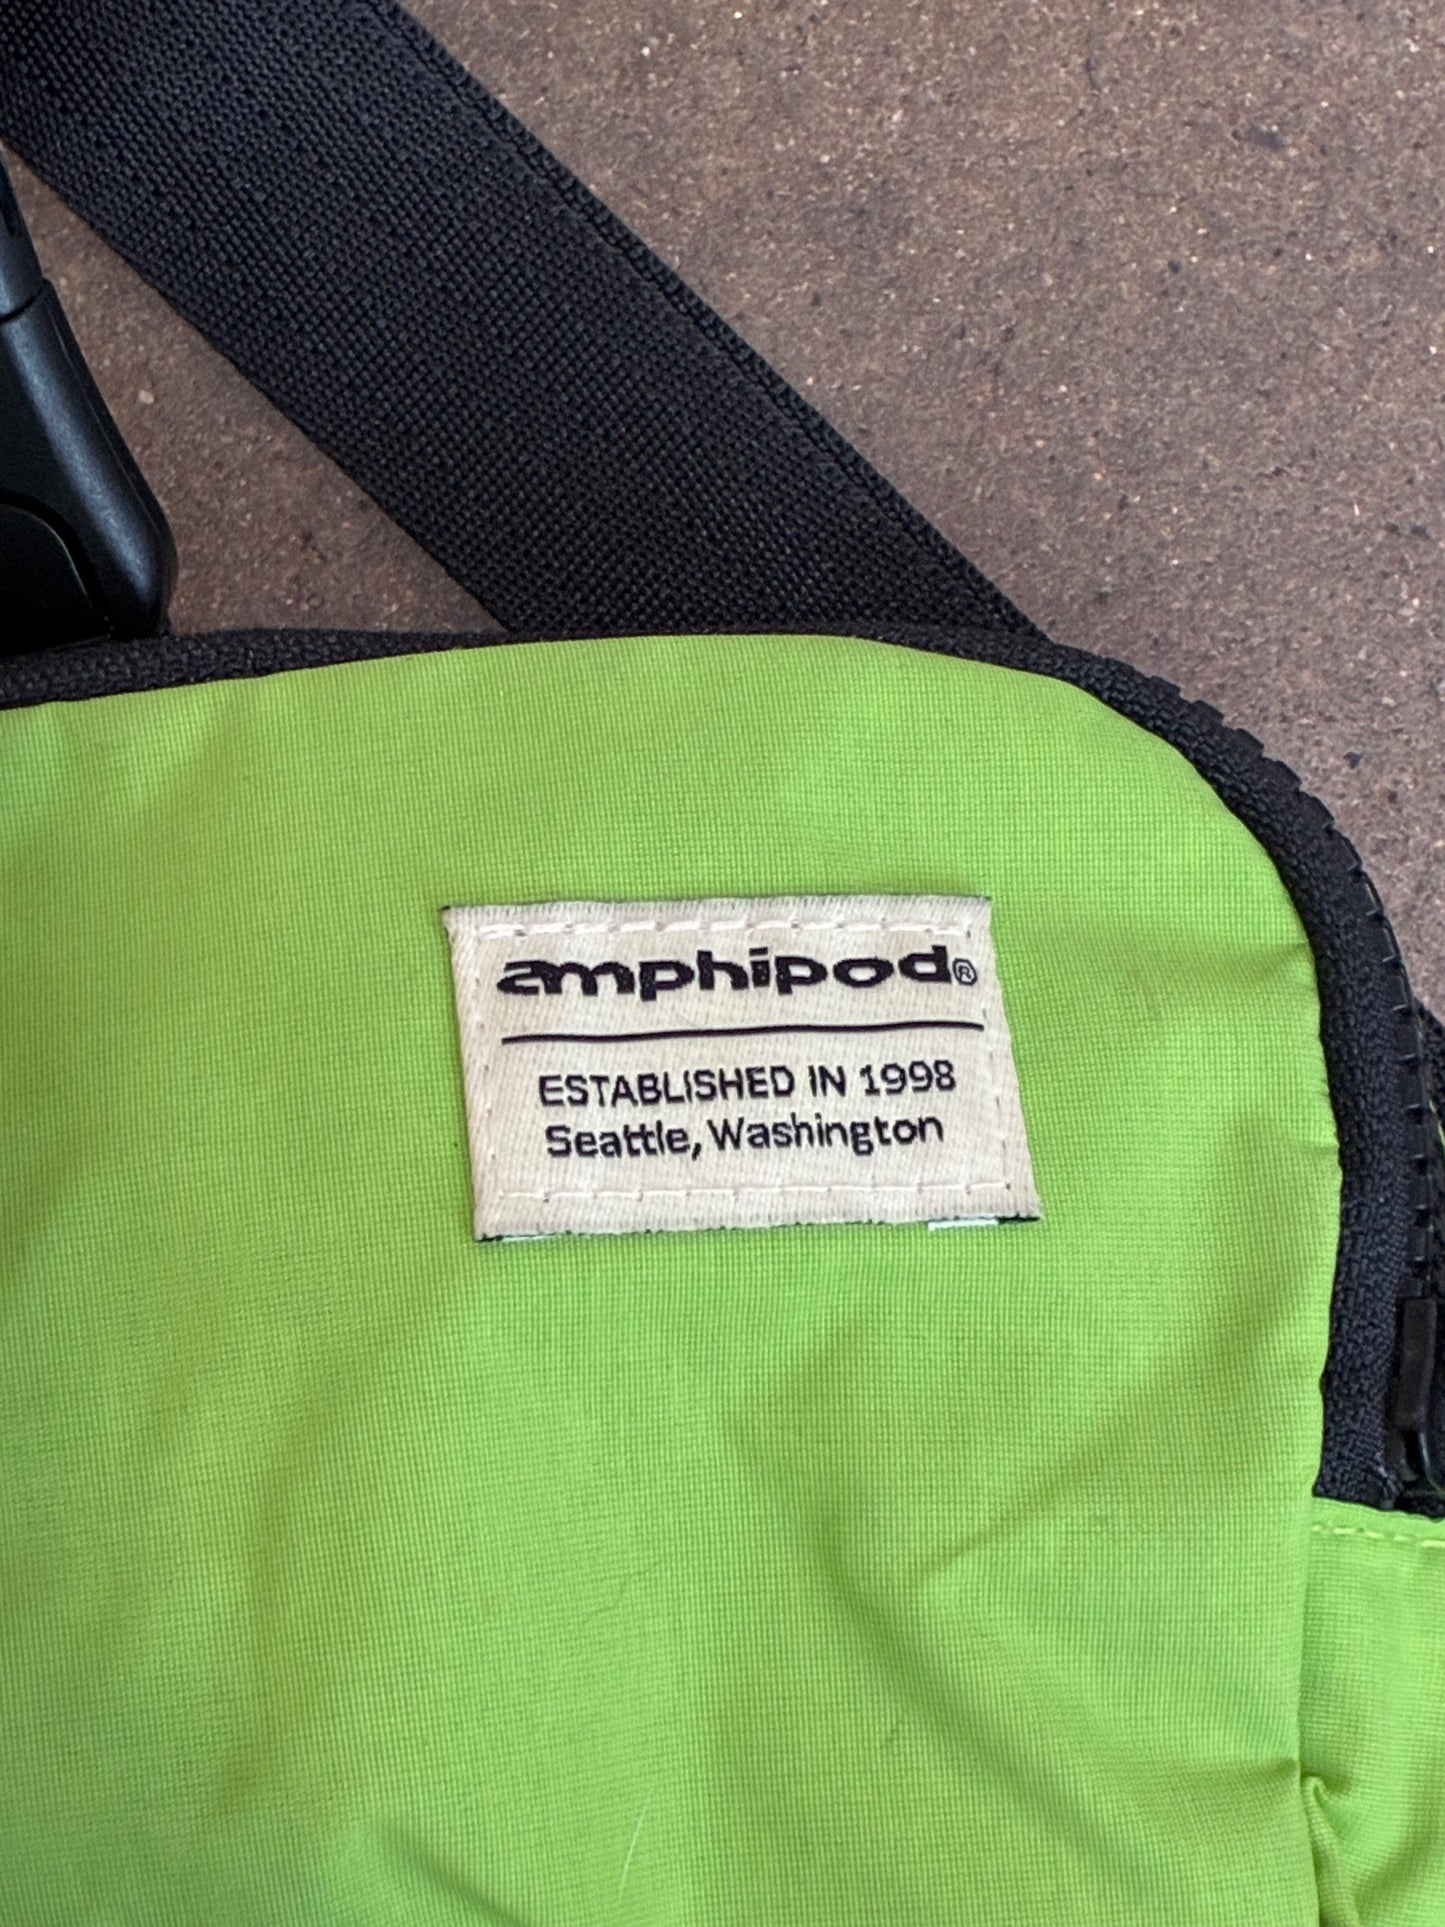 amphipod®
ESTABLISHED IN 1998
Seattle, Washington